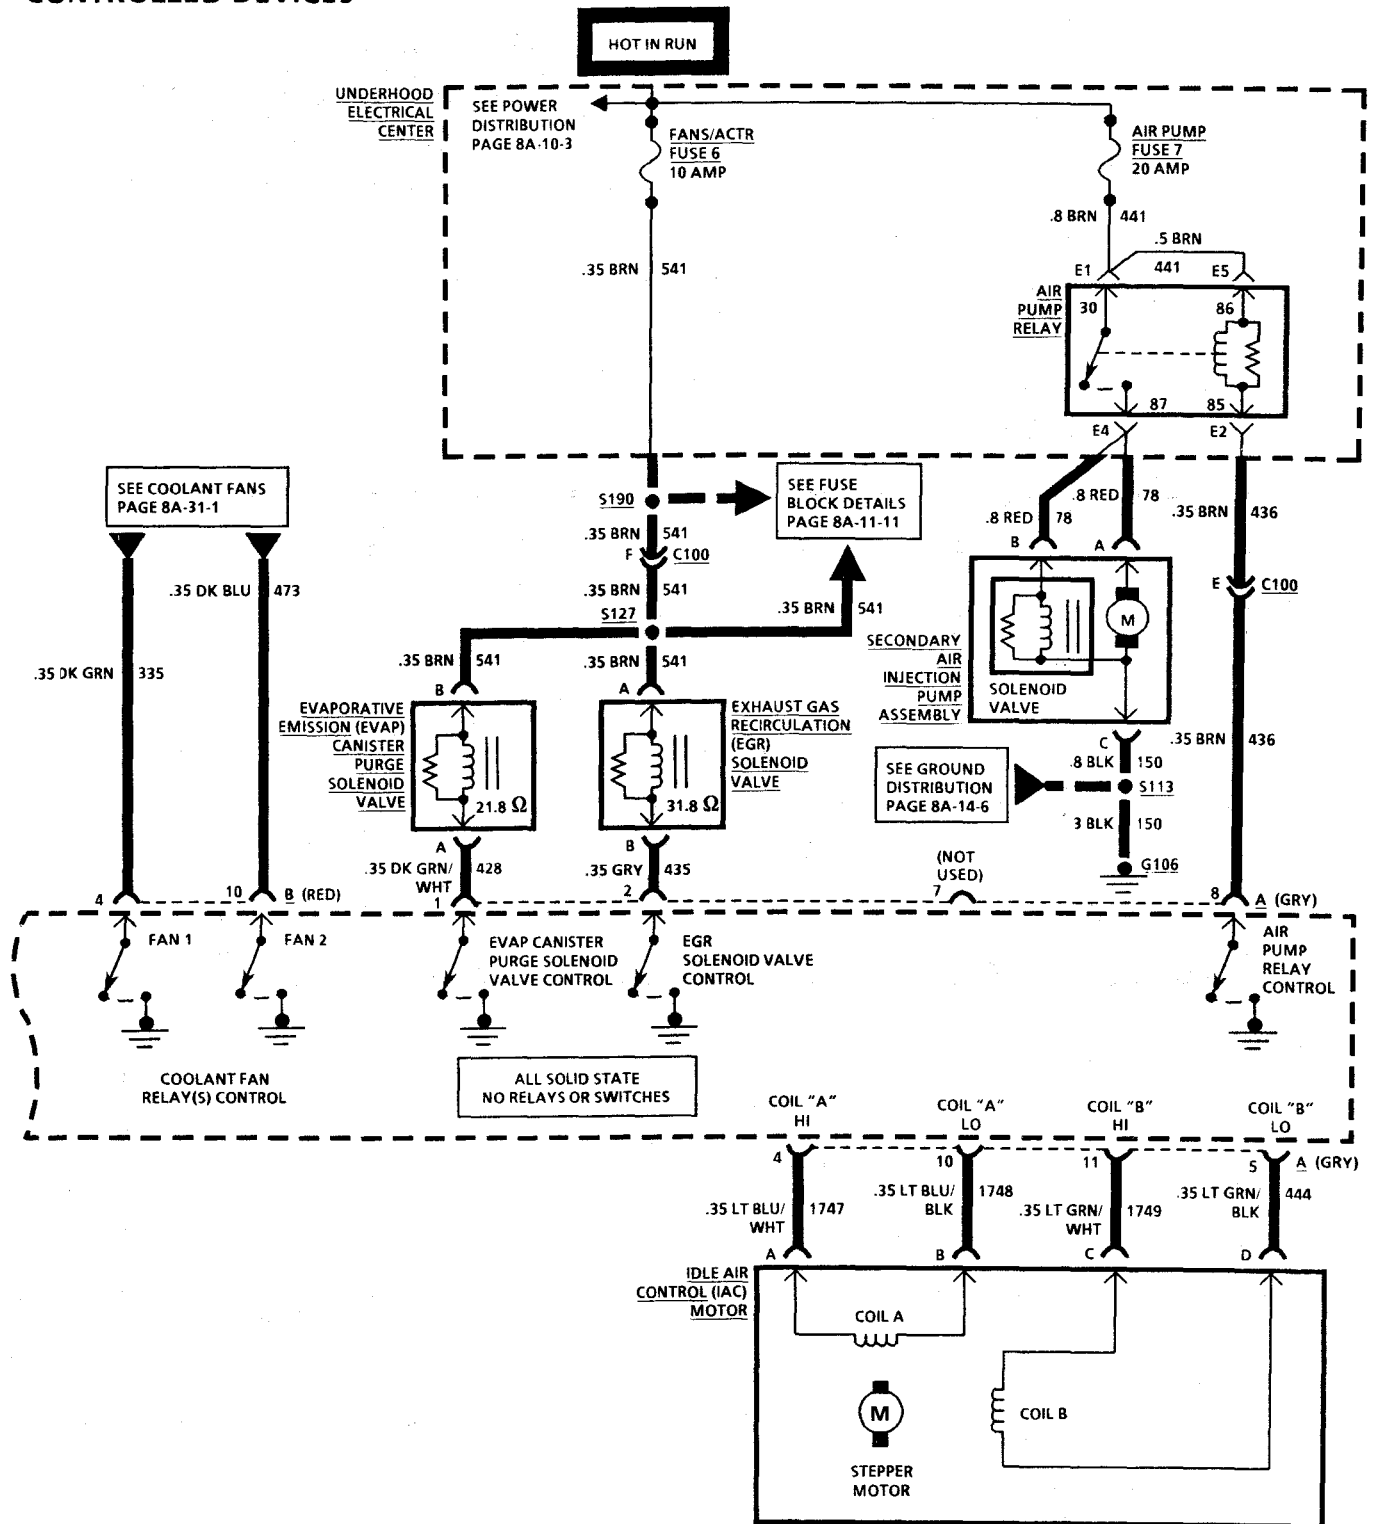 HOT IN RUN
UNDERHOOD
ELECTRICAL
CENTER
SEE POWER
DISTRIBUTION
PAGE 8A-10-3
FANS/ACTR
FUSE 6
10 AMP
AIR PUMP
FUSE 7
20 AMP
.8 BRN 441
.5 BRN
441
.35 BRN 541
E1
E5
AIR
PUMP
RELAY
30
86
87
85
E4
E2
SEE COOLANT FANS
PAGE 8A-31-1
S190
SEE FUSE
BLOCK DETAILS
PAGE 8A-11-11
.8 RED 78
.8 RED 78
.35 BRN 436
.35 BRN 541
F C100
B A
E C100
.35 DK BLU 473
.35 BRN 541
S127
.35 BRN 541
M
.35 DK GRN 335
.35 BRN 541
.35 BRN 541
SECONDARY
AIR
INJECTION
PUMP
ASSEMBLY
SOLENOID
VALVE
B
A
EVAPORATIVE
EMISSION (EVAP)
CANISTER
PURGE
SOLENOID
VALVE
21.8 Ω
31.8 Ω
EXHAUST GAS
RECIRCULATION
(EGR)
SOLENOID
VALVE
C
.8 BLK 150
.35 BRN 436
SEE GROUND
DISTRIBUTION
PAGE 8A-14-6
S113
3 BLK 150
G106
A
.35 DK GRN/
WHT
428
B
.35 GRY 435
(NOT
USED)
4
10
B (RED)
1
2
7
8
A (GRY)
FAN 1
FAN 2
EVAP CANISTER
PURGE SOLENOID
VALVE CONTROL
EGR
SOLENOID VALVE
CONTROL
AIR
PUMP
RELAY
CONTROL
COOLANT FAN
RELAY(S) CONTROL
ALL SOLID STATE
NO RELAYS OR SWITCHES
COIL "A"
HI
COIL "A"
LO
COIL "B"
HI
COIL "B"
LO
4
10
11
5
A (GRY)
.35 LT BLU/
WHT
1747
.35 LT BLU/
BLK
1748
.35 LT GRN/
WHT
1749
.35 LT GRN/
BLK
444
A
B
C
D
IDLE AIR
CONTROL (IAC)
MOTOR
COIL A
M
COIL B
STEPPER
MOTOR